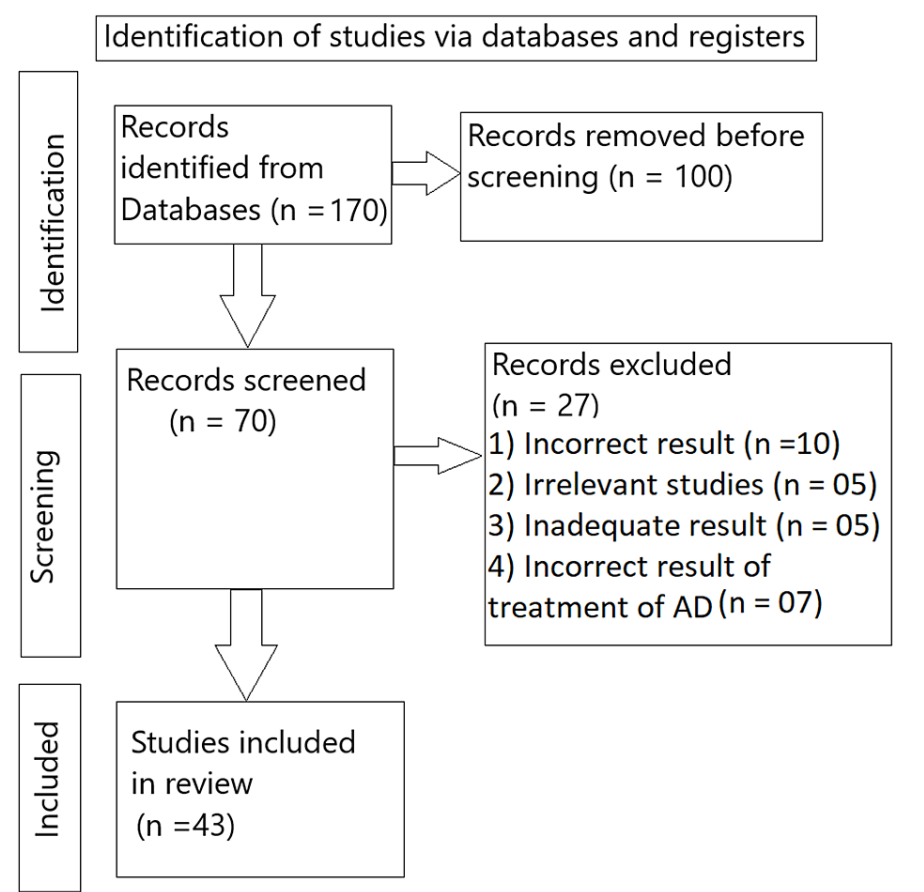 Identification of studies via databases and registers
Identification
Records
identified from
Databases (n =170)
Records removed before
screening (n = 100)
Screening
Records screened
(n = 70)
Records excluded
(n = 27)
1) Incorrect result (n =10)
2) Irrelevant studies (n = 05)
3) Inadequate result (n = 05)
4) Incorrect result of
treatment of AD (n = 07)
Included
Studies included
in review
(n =43)